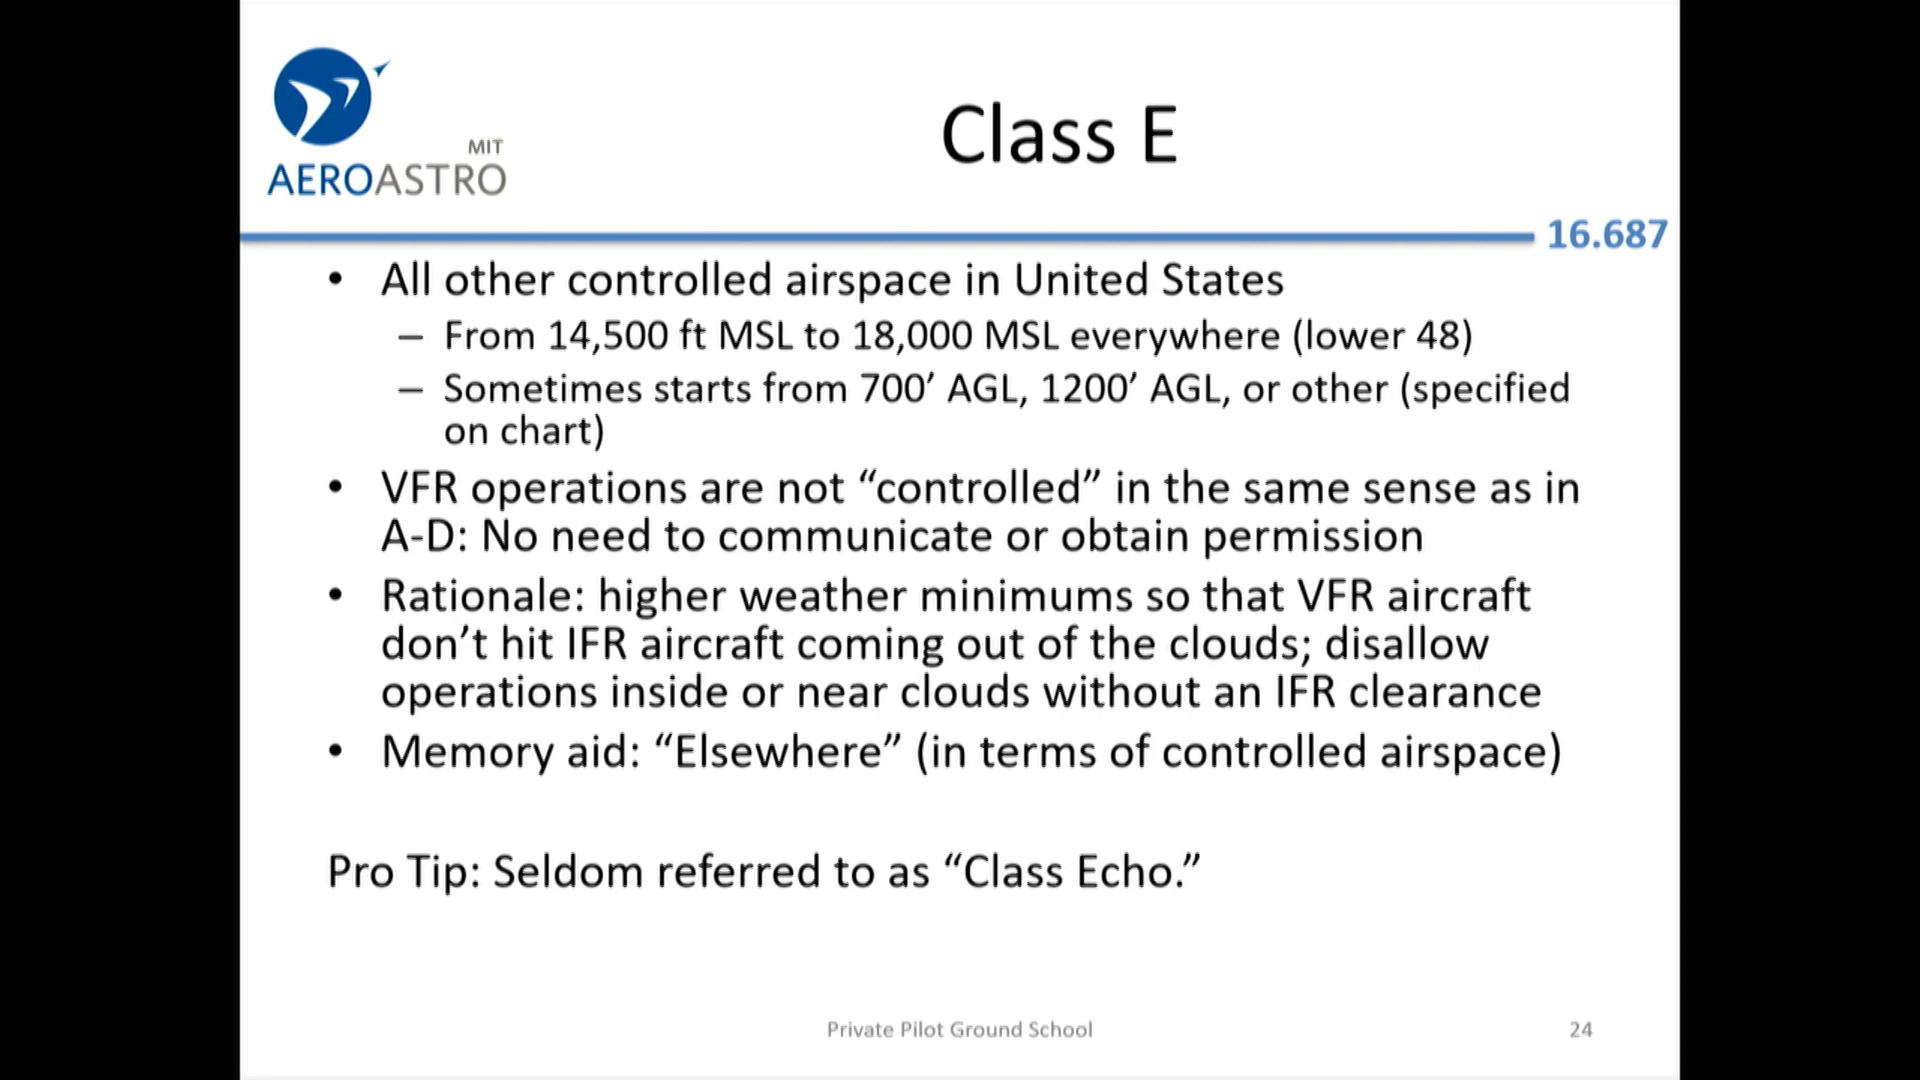 MIT
AEROASTRO
Class E
16.687
• All other controlled airspace in United States
– From 14,500 ft MSL to 18,000 MSL everywhere (lower 48)
– Sometimes starts from 700’ AGL, 1200’ AGL, or other (specified
on chart)
• VFR operations are not “controlled” in the same sense as in
A-D: No need to communicate or obtain permission
• Rationale: higher weather minimums so that VFR aircraft
don’t hit IFR aircraft coming out of the clouds; disallow
operations inside or near clouds without an IFR clearance
• Memory aid: “Elsewhere” (in terms of controlled airspace)
Pro Tip: Seldom referred to as “Class Echo.”
Private Pilot Ground School
24